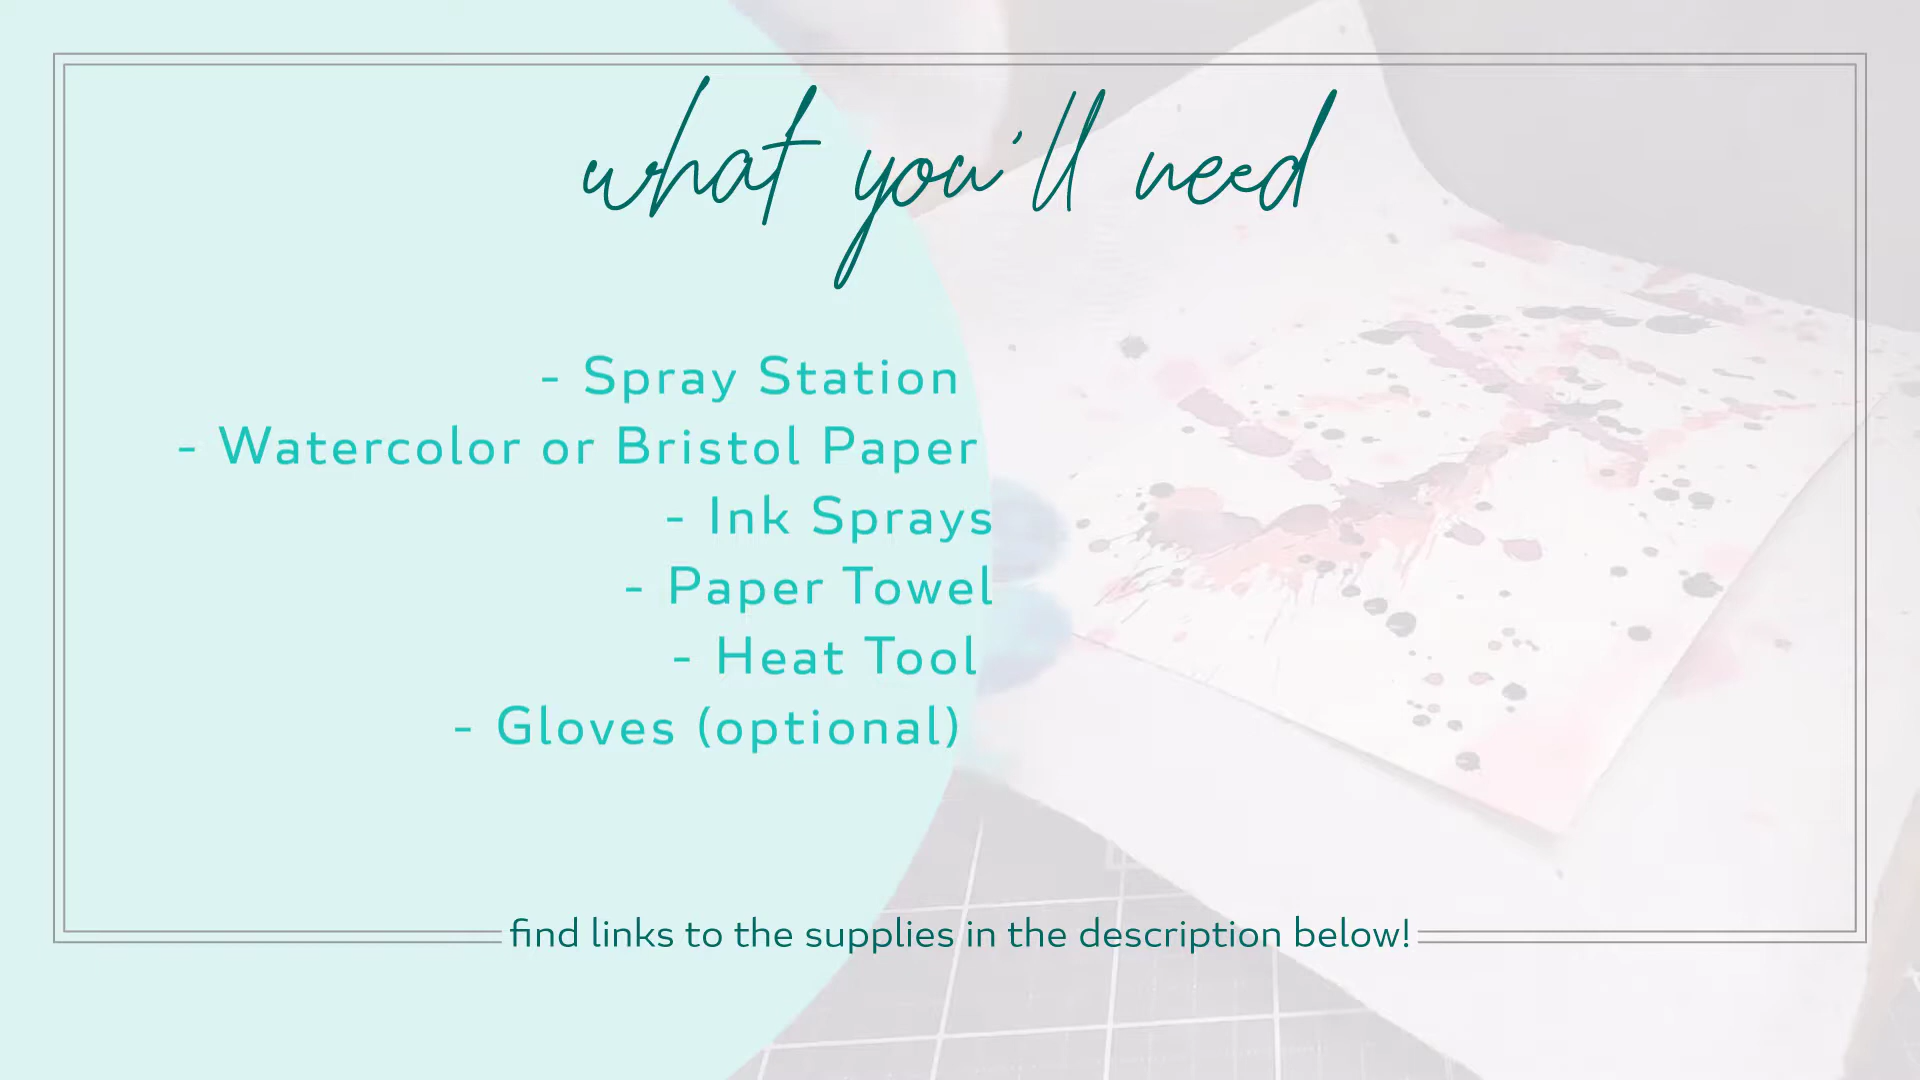 what you'll need
- Spray Station
- Watercolor or Bristol Paper
- Ink Sprays
- Paper Towel
- Heat Tool
- Gloves (optional)
find links to the supplies in the description below!